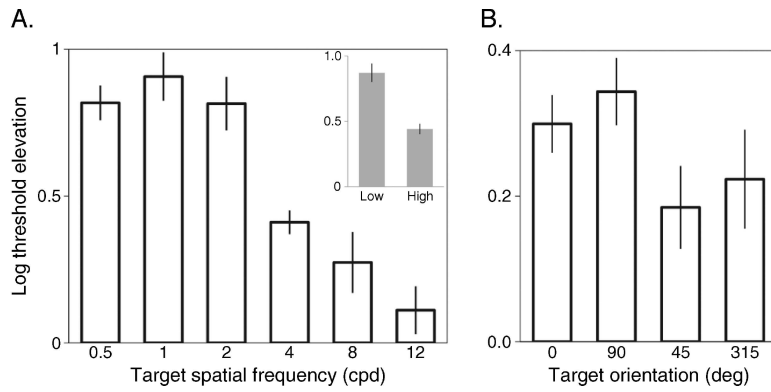 A.
B.
Log threshold elevation
1
0.5
0
0.5 1 2 4 8 12
Target spatial frequency (cpd)
1.0
0.5
0
Low High
0.4
0.2
0.0
0 90 45 315
Target orientation (deg)